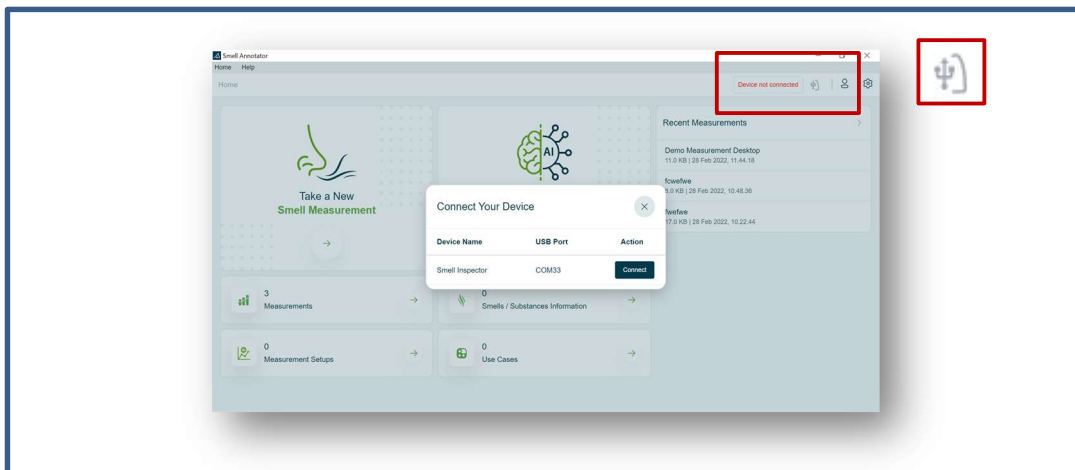 Smell Annotator
Home Help
Home
Device not connected
Take a New
Smell Measurement
AI
Recent Measurements
Demo Measurement Desktop
11.0 KB | 28 Feb 2022, 11.44.18
fcwefwe
KB | 28 Feb 2022, 10.48.36
fwefwe
17.0 KB | 28 Feb 2022, 10.22.44
Connect Your Device
Device Name USB Port Action
Smell Inspector COM33 Connect
3
Measurements
0
Smells / Substances Information
0
Measurement Setups
0
Use Cases